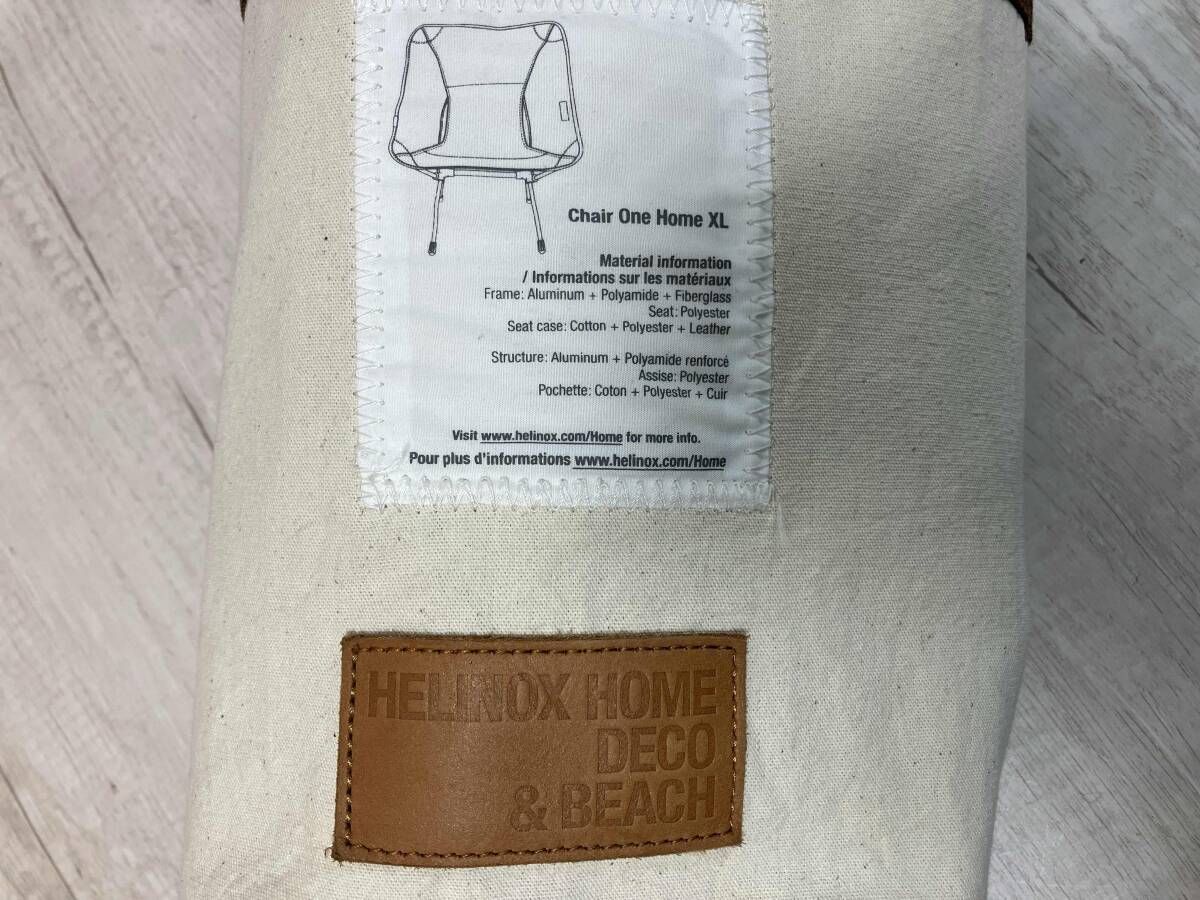 Chair One Home XL
Material information
/ Informations sur les matériaux
Frame: Aluminum + Polyamide + Fiberglass
Seat: Polyester
Seat case: Cotton + Polyester + Leather
Structure: Aluminum + Polyamide renforcé
Assise: Polyester
Pochette: Coton + Polyester + Cuir
Visit www.helinox.com/Home for more info.
Pour plus d'informations www.helinox.com/Home
HELINOX HOME
DECO
& BEACH